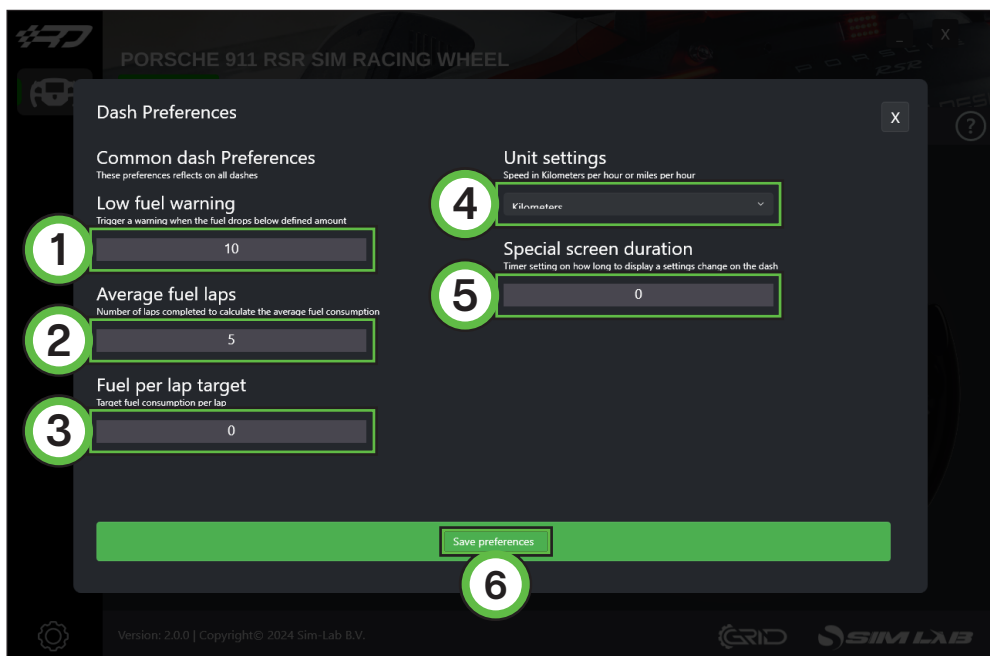 PORSCHE 911 RSR SIM RACING WHEEL
X
RSR
?
Dash Preferences
X
Common dash Preferences
These preferences reflects on all dashes
Low fuel warning
Trigger a warning when the fuel drops below defined amount
1
10
Average fuel laps
Number of laps completed to calculate the average fuel consumption
2
5
Fuel per lap target
Target fuel consumption per lap
3
0
Unit settings
Speed in Kilometers per hour or miles per hour
4
Kilometers
Special screen duration
Timer setting on how long to display a settings change on the dash
5
0
Save preferences
6
Version: 2.0.0 | Copyright© 2024 Sim-Lab B.V.
GRID
SIM LAB